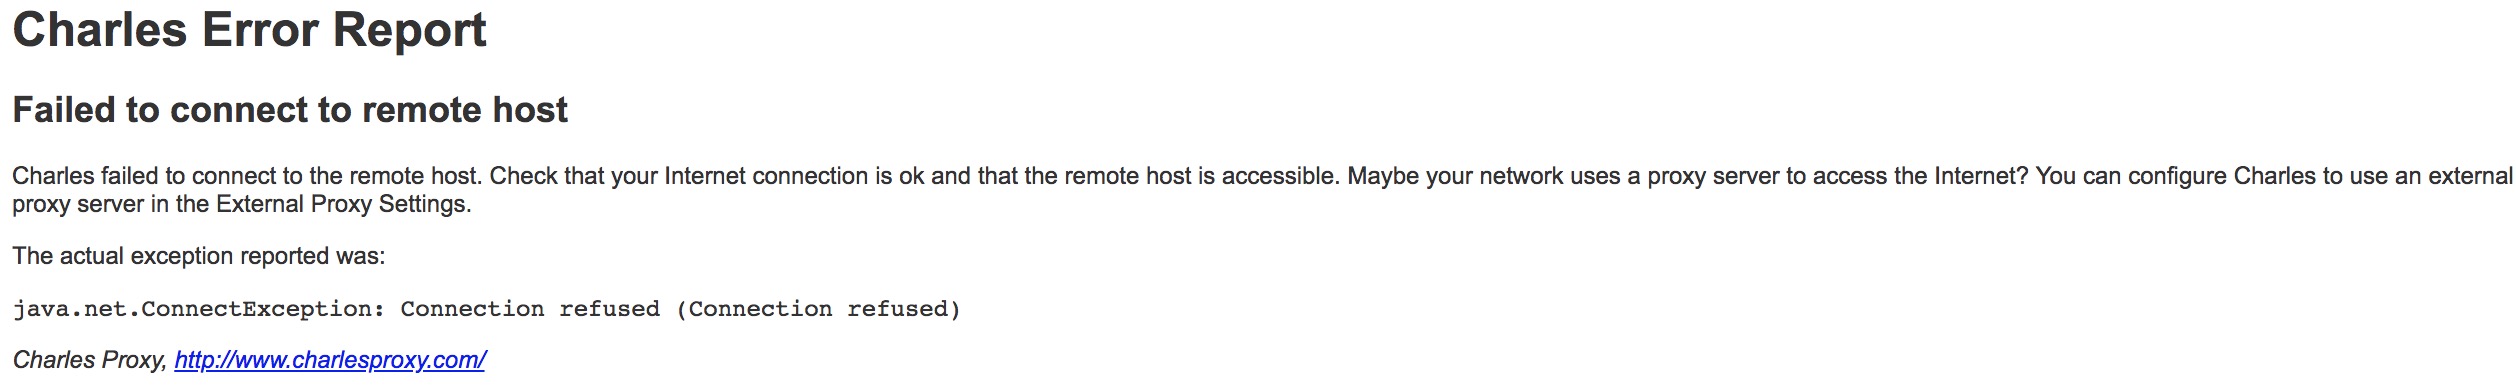 Charles Error Report
Failed to connect to remote host
Charles failed to connect to the remote host. Check that your Internet connection is ok and that the remote host is accessible. Maybe your network uses a proxy server to access the Internet? You can configure Charles to use an external
proxy server in the External Proxy Settings.
The actual exception reported was:
java.net.ConnectException: Connection refused (Connection refused)
Charles Proxy, http://www.charlesproxy.com/